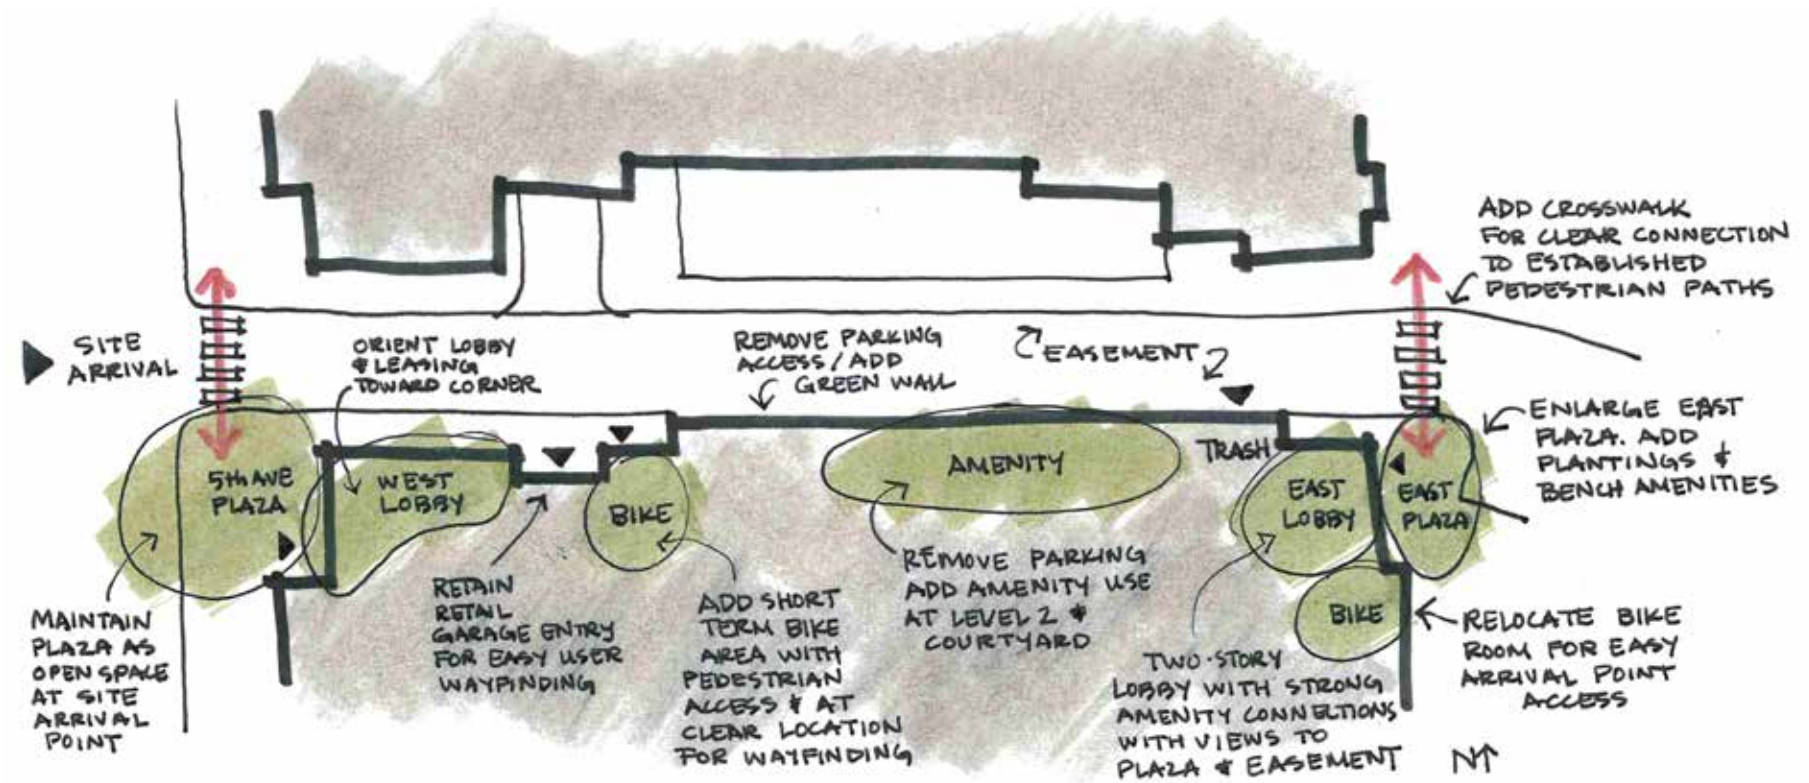 ADD CROSSWALK
FOR CLEAR CONNECTION
TO ESTABLISHED
PEDESTRIAN PATHS
SITE
ARRIVAL
ORIENT LOBBY
& LEASING
TOWARD CORNER
REMOVE PARKING
ACCESS/ADD
GREEN WALL
EASEMENT
ENLARGE EAST
PLAZA. ADD
PLANTINGS &
BENCH AMENITIES
5th AVE
PLAZA
WEST
LOBBY
BIKE
AMENITY
TRASH
EAST
LOBBY
EAST
PLAZA
BIKE
MAINTAIN
PLAZA AS
OPEN SPACE
AT SITE
ARRIVAL
POINT
RETAIN
RETAIL
GARAGE ENTRY
FOR EASY USER
WAYFINDING
ADD SHORT
TERM BIKE
AREA WITH
PEDESTRIAN
ACCESS & AT
CLEAR LOCATION
FOR WAYFINDING
REMOVE PARKING
ADD AMENITY USE
AT LEVEL 2 &
COURTYARD
TWO-STORY
LOBBY WITH STRONG
AMENITY CONNECTIONS
WITH VIEWS TO
PLAZA & EASEMENT
RELOCATE BIKE
ROOM FOR EASY
ARRIVAL POINT
ACCESS
N